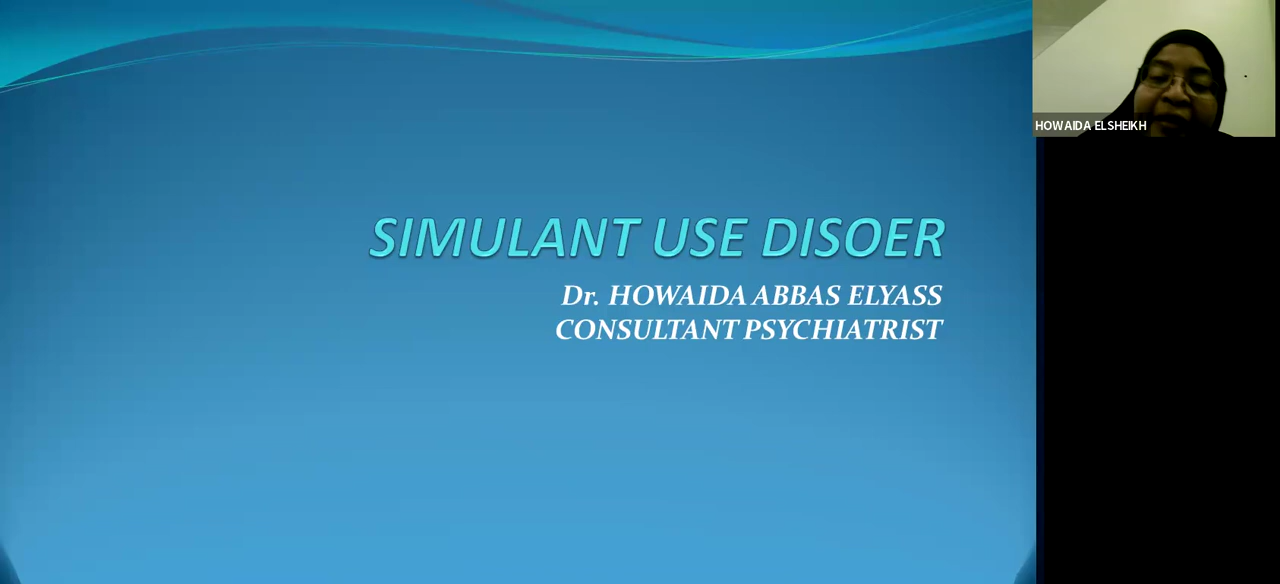 SIMULANT USE DISOER
Dr. HOWAIDA ABBAS ELYASS
CONSULTANT PSYCHIATRIST
HOWAIDA ELSHEIKH